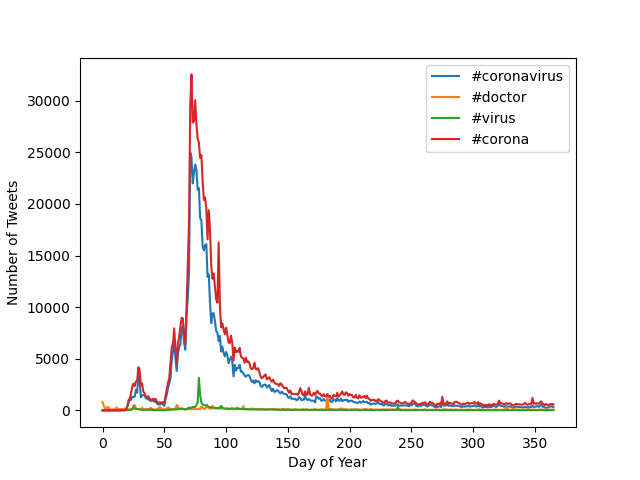 #coronavirus
#doctor
#virus
#corona
Number of Tweets
30000
25000
20000
15000
10000
5000
0
0 50 100 150 200 250 300 350
Day of Year